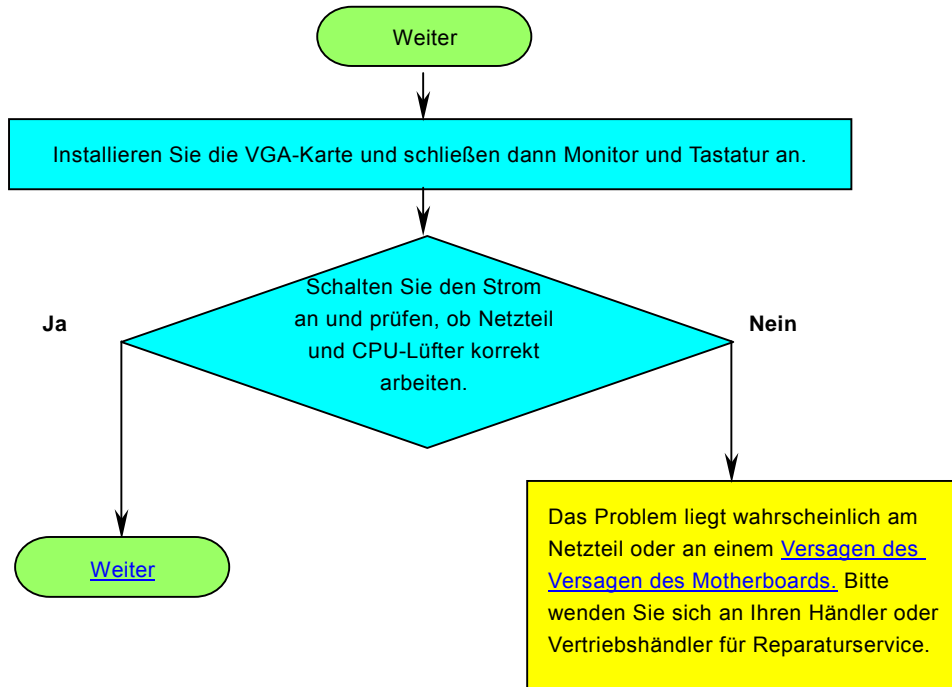 Weiter
Installieren Sie die VGA-Karte und schließen dann Monitor und Tastatur an.
Schalten Sie den Strom
an und prüfen, ob Netzteil
und CPU-Lüfter korrekt
arbeiten.
Ja
Nein
Weiter
Das Problem liegt wahrscheinlich am
Netzteil oder an einem Versagen des
Versagen des Motherboards. Bitte
wenden Sie sich an Ihren Händler oder
Vertriebshändler für Reparaturservice.